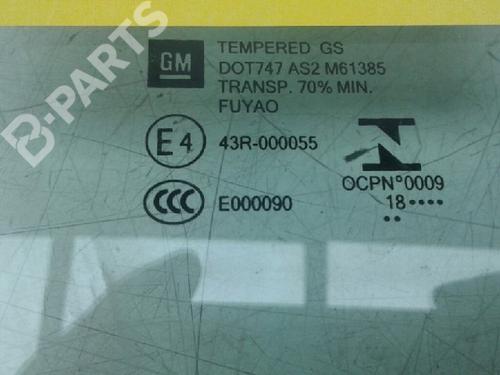 B-PARTS
GM
TEMPERED GS
DOT747 AS2 M61385
TRANSP. 70% MIN.
FUYAO
E4 43R-000055
CCC E000090
OCPN°0009
18 ••••
••